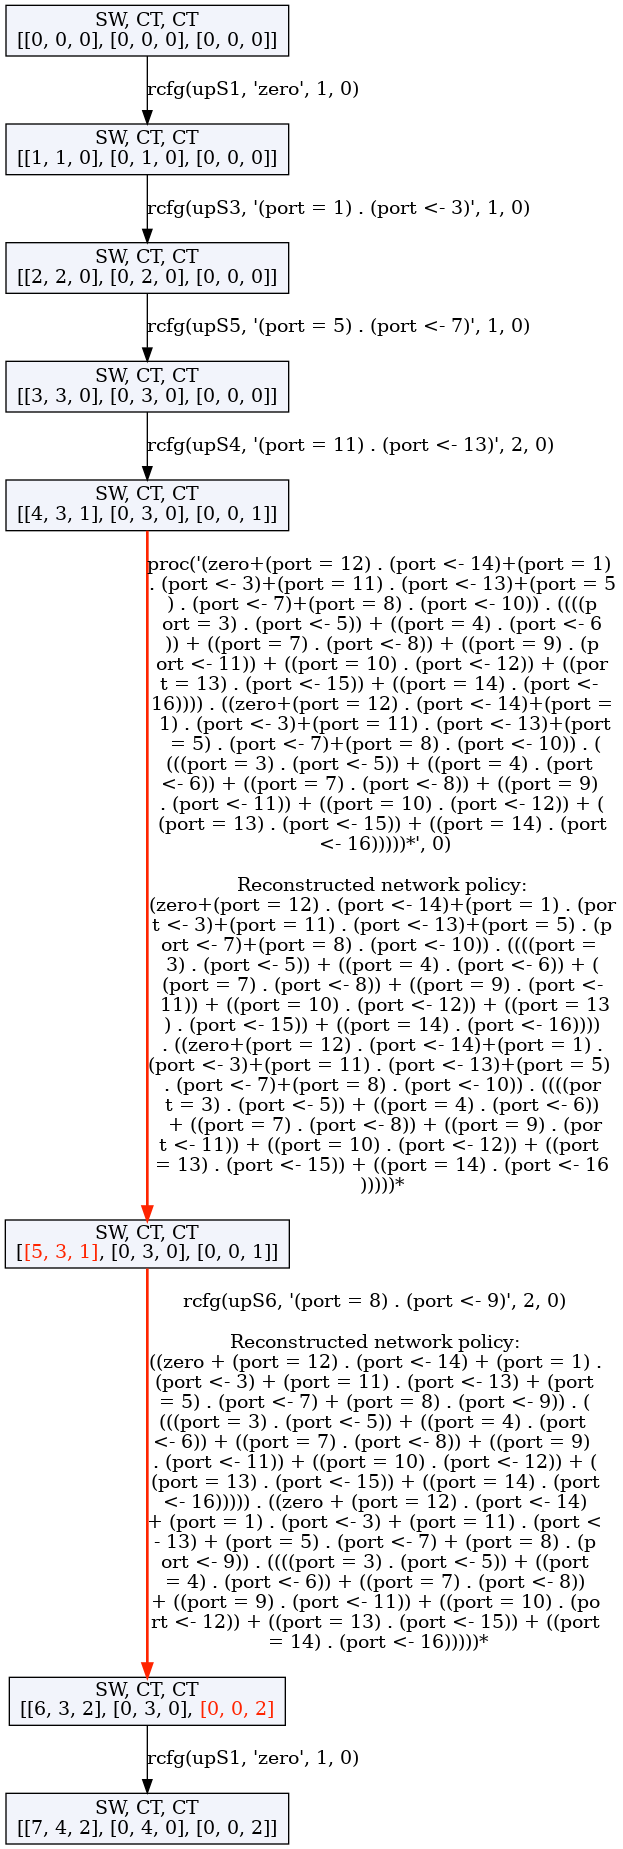 SW, CT, CT
[[0, 0, 0], [0, 0, 0], [0, 0, 0]]
rcfg(upS1, 'zero', 1, 0)
SW, CT, CT
[[1, 1, 0], [0, 1, 0], [0, 0, 0]]
rcfg(upS3, '(port = 1) . (port <- 3)', 1, 0)
SW, CT, CT
[[2, 2, 0], [0, 2, 0], [0, 0, 0]]
rcfg(upS5, '(port = 5) . (port <- 7)', 1, 0)
SW, CT, CT
[[3, 3, 0], [0, 3, 0], [0, 0, 0]]
rcfg(upS4, '(port = 11) . (port <- 13)', 2, 0)
SW, CT, CT
[[4, 3, 1], [0, 3, 0], [0, 0, 1]]
proc('(zero+(port = 12) . (port <- 14)+(port = 1)
. (port <- 3)+(port = 11) . (port <- 13)+(port = 5
) . (port <- 7)+(port = 8) . (port <- 10)) . ((((p
ort = 3) . (port <- 5)) + ((port = 4) . (port <- 6
)) + ((port = 7) . (port <- 8)) + ((port = 9) . (p
ort <- 11)) + ((port = 10) . (port <- 12)) + ((por
t = 13) . (port <- 15)) + ((port = 14) . (port <-
16)))) . ((zero+(port = 12) . (port <- 14)+(port =
1) . (port <- 3)+(port = 11) . (port <- 13)+(port
= 5) . (port <- 7)+(port = 8) . (port <- 10)) . (
(((port = 3) . (port <- 5)) + ((port = 4) . (port
<- 6)) + ((port = 7) . (port <- 8)) + ((port = 9)
. (port <- 11)) + ((port = 10) . (port <- 12)) + (
(port = 13) . (port <- 15)) + ((port = 14) . (port
<- 16)))))*', 0)
Reconstructed network policy:
(zero+(port = 12) . (port <- 14)+(port = 1) . (por
t <- 3)+(port = 11) . (port <- 13)+(port = 5) . (p
ort <- 7)+(port = 8) . (port <- 10)) . ((((port =
3) . (port <- 5)) + ((port = 4) . (port <- 6)) + (
(port = 7) . (port <- 8)) + ((port = 9) . (port <-
11)) + ((port = 10) . (port <- 12)) + ((port = 13
) . (port <- 15)) + ((port = 14) . (port <- 16))))
. ((zero+(port = 12) . (port <- 14)+(port = 1) .
(port <- 3)+(port = 11) . (port <- 13)+(port = 5)
. (port <- 7)+(port = 8) . (port <- 10)) . ((((por
t = 3) . (port <- 5)) + ((port = 4) . (port <- 6))
+ ((port = 7) . (port <- 8)) + ((port = 9) . (por
t <- 11)) + ((port = 10) . (port <- 12)) + ((port
= 13) . (port <- 15)) + ((port = 14) . (port <- 16
)))))*
SW, CT, CT
[[5, 3, 1], [0, 3, 0], [0, 0, 1]]
rcfg(upS6, '(port = 8) . (port <- 9)', 2, 0)
Reconstructed network policy:
((zero + (port = 12) . (port <- 14) + (port = 1) .
(port <- 3) + (port = 11) . (port <- 13) + (port
= 5) . (port <- 7) + (port = 8) . (port <- 9)) . (
(((port = 3) . (port <- 5)) + ((port = 4) . (port
<- 6)) + ((port = 7) . (port <- 8)) + ((port = 9)
. (port <- 11)) + ((port = 10) . (port <- 12)) + (
(port = 13) . (port <- 15)) + ((port = 14) . (port
<- 16))))) . ((zero + (port = 12) . (port <- 14)
+ (port = 1) . (port <- 3) + (port = 11) . (port <
- 13) + (port = 5) . (port <- 7) + (port = 8) . (p
ort <- 9)) . ((((port = 3) . (port <- 5)) + ((port
= 4) . (port <- 6)) + ((port = 7) . (port <- 8))
+ ((port = 9) . (port <- 11)) + ((port = 10) . (po
rt <- 12)) + ((port = 13) . (port <- 15)) + ((port
= 14) . (port <- 16)))))*
SW, CT, CT
[[6, 3, 2], [0, 3, 0], [0, 0, 2]
rcfg(upS1, 'zero', 1, 0)
SW, CT, CT
[[7, 4, 2], [0, 4, 0], [0, 0, 2]]